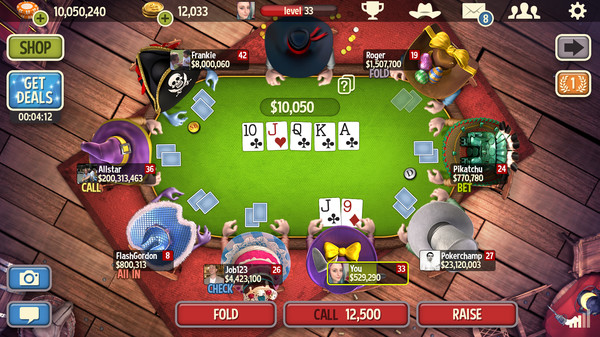 10,050,240
12,033
level 33
8
SHOP
GET
DEALS
00:04:12
Frankie 42
$8,000,060
Roger 19
$1,507,700
FOLD
1
?
$10,050
10 J Q K A
Allstar 36
$200,313,463
CALL
Pikatchu 24
$770,780
BET
J 9
FlashGordon 8
$800,313
All IN
Job123 26
$4,423,100
CHECK
You 33
$529,290
Pokerchamp 27
$23,120,003
FOLD
CALL 12,500
RAISE